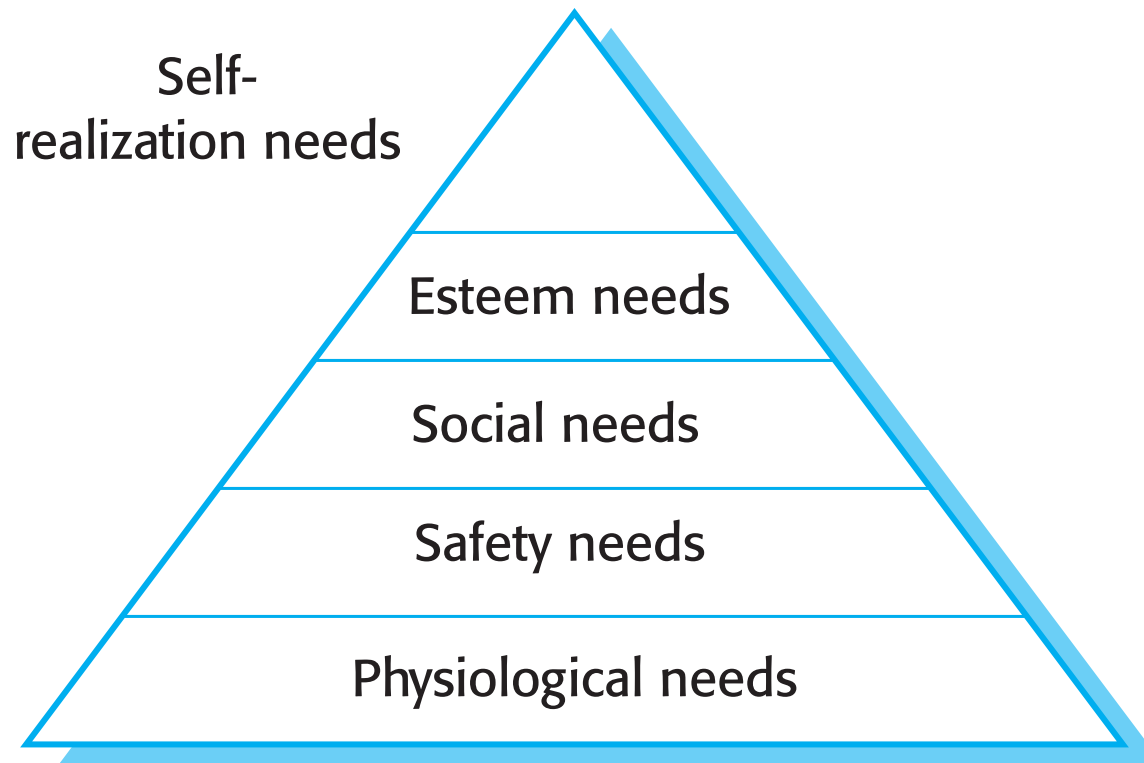 Self-
realization needs
Esteem needs
Social needs
Safety needs
Physiological needs